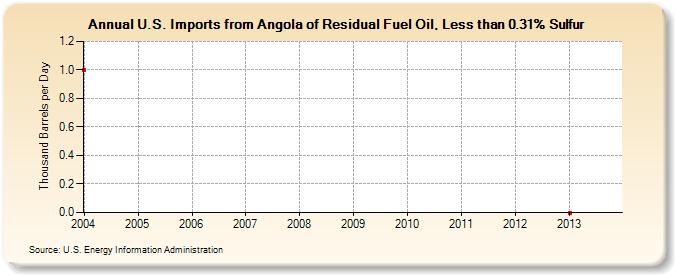 Annual U.S. Imports from Angola of Residual Fuel Oil, Less than 0.31% Sulfur
Thousand Barrels per Day
1.2
1.0
0.8
0.6
0.4
0.2
0.0
2004 2005 2006 2007 2008 2009 2010 2011 2012 2013
Source: U.S. Energy Information Administration